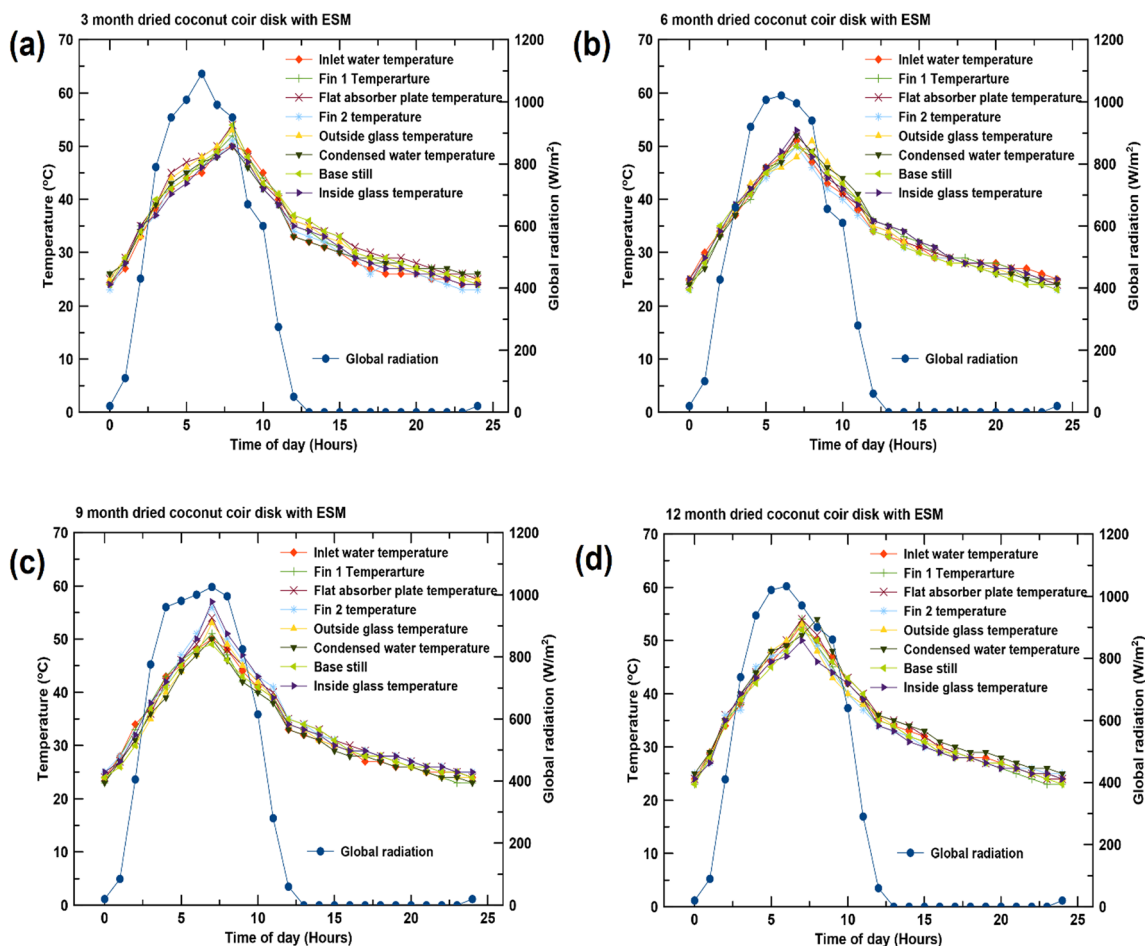 (a)
3 month dried coconut coir disk with ESM
70
60
50
40
30
20
10
0
Temperature (°C)
1200
1000
800
600
400
200
0
Global radiation (W/m²)
Inlet water temperature
Fin 1 Temperarture
Flat absorber plate temperature
Fin 2 temperature
Outside glass temperature
Condensed water temperature
Base still
Inside glass temperature
Global radiation
0 5 10 15 20 25
Time of day (Hours)
(b)
6 month dried coconut coir disk with ESM
70
60
50
40
30
20
10
0
Temperature (°C)
1200
1000
800
600
400
200
0
Global radiation (W/m²)
Inlet water temperature
Fin 1 Temperarture
Flat absorber plate temperature
Fin 2 temperature
Outside glass temperature
Condensed water temperature
Base still
Inside glass temperature
Global radiation
0 5 10 15 20 25
Time of day (Hours)
(c)
9 month dried coconut coir disk with ESM
70
60
50
40
30
20
10
0
Temperature (°C)
1200
1000
800
600
400
200
0
Global radiation (W/m²)
Inlet water temperature
Fin 1 Temperarture
Flat absorber plate temperature
Fin 2 temperature
Outside glass temperature
Condensed water temperature
Base still
Inside glass temperature
Global radiation
0 5 10 15 20 25
Time of day (Hours)
(d)
12 month dried coconut coir disk with ESM
70
60
50
40
30
20
10
0
Temperature (°C)
1200
1000
800
600
400
200
0
Global radiation (W/m²)
Inlet water temperature
Fin 1 Temperarture
Flat absorber plate temperature
Fin 2 temperature
Outside glass temperature
Condensed water temperature
Base still
Inside glass temperature
Global radiation
0 5 10 15 20 25
Time of day (Hours)